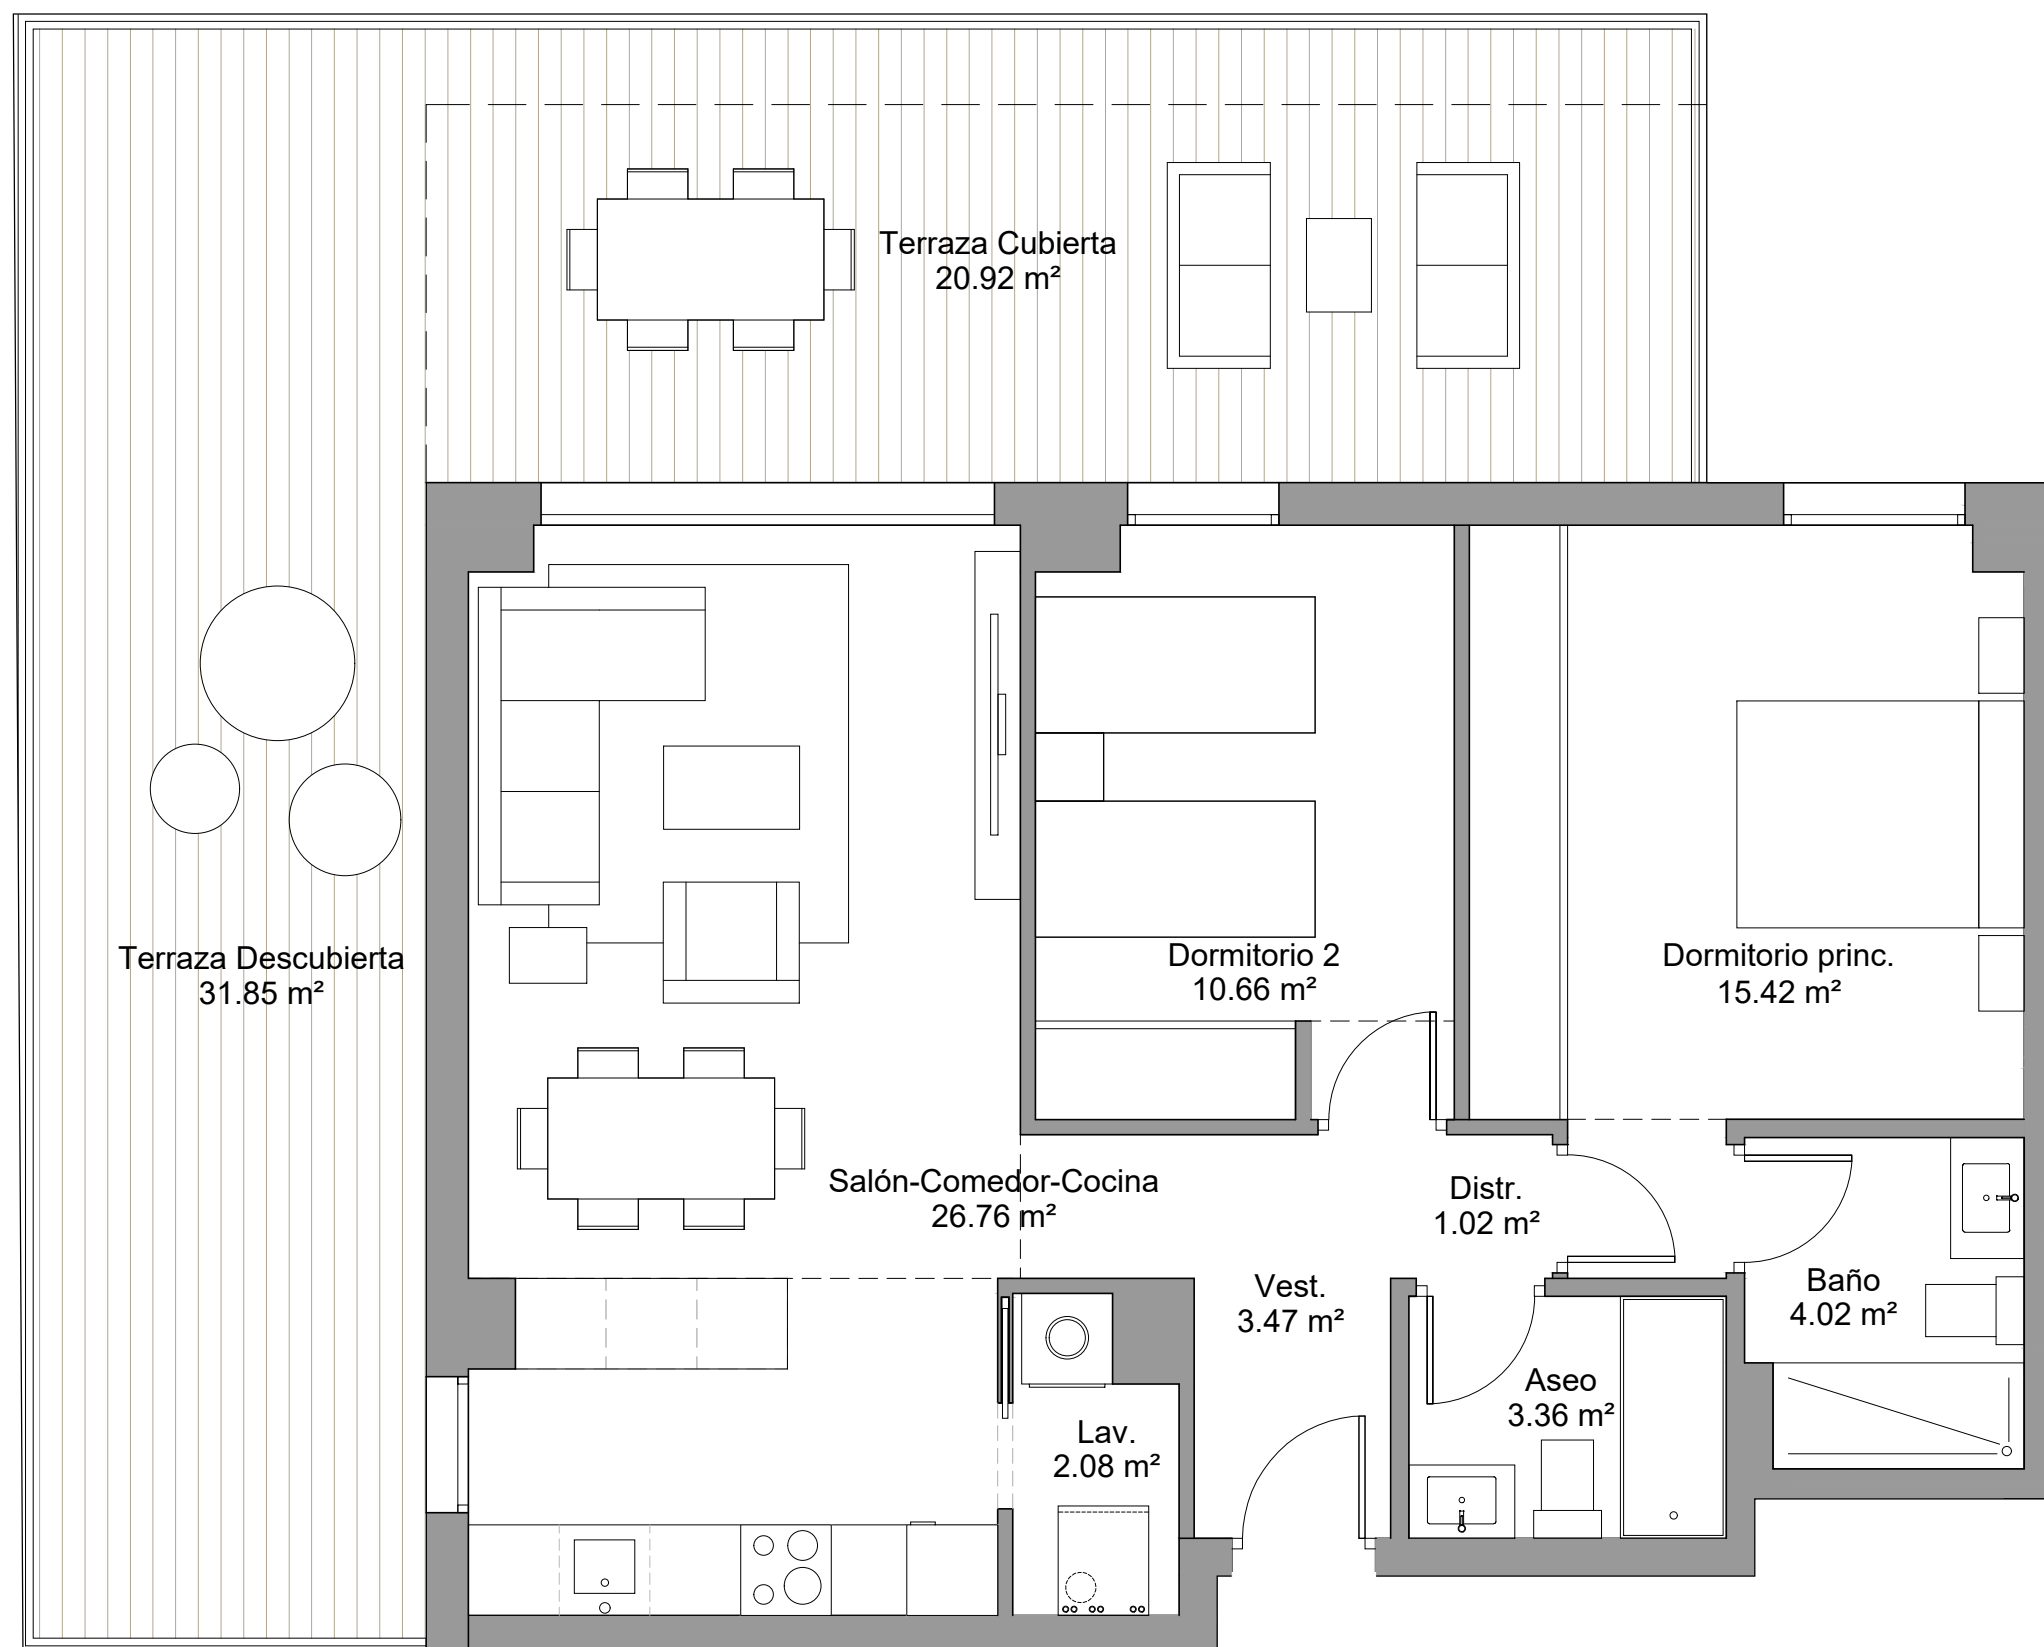 Terraza Cubierta
20.92 m²
Terraza Descubierta
31.85 m²
Dormitorio 2
10.66 m²
Dormitorio princ.
15.42 m²
Salón-Comedor-Cocina
26.76 m²
Distr.
1.02 m²
Vest.
3.47 m²
Baño
4.02 m²
Aseo
3.36 m²
Lav.
2.08 m²